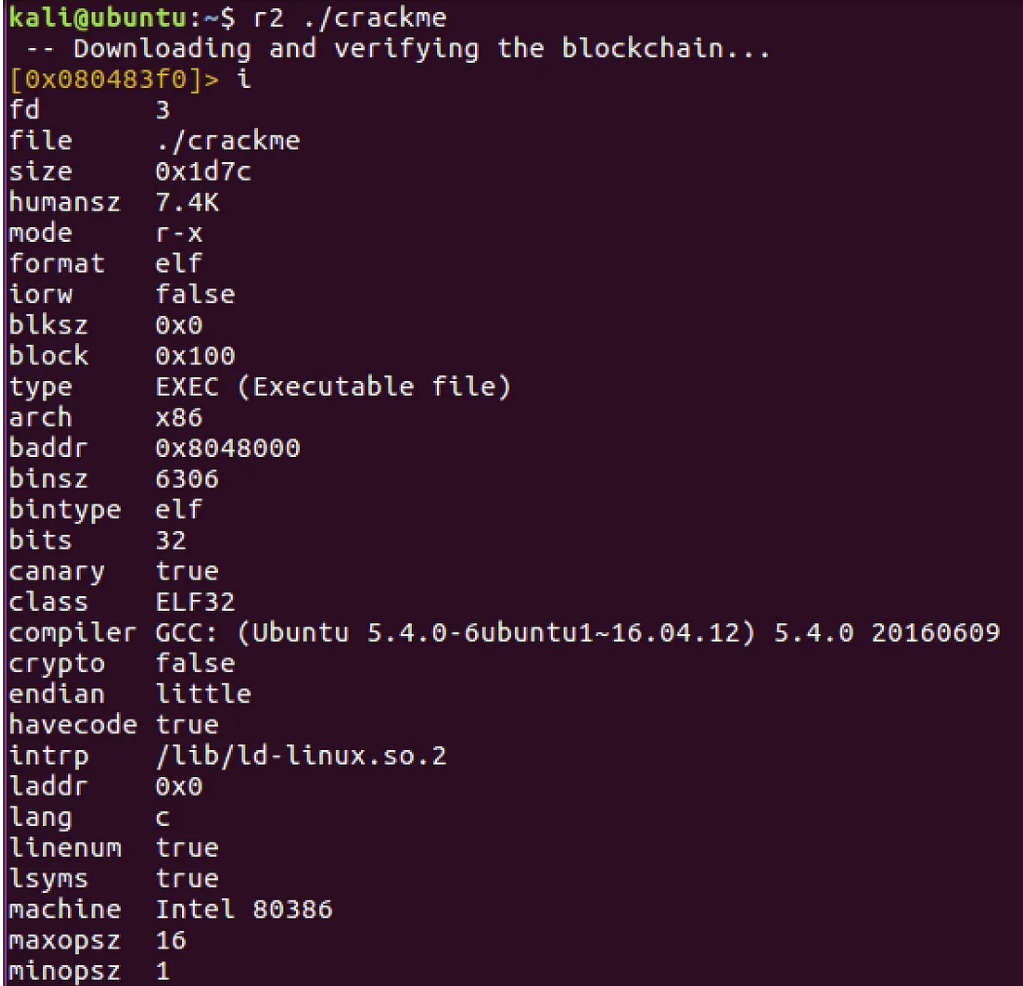 kali@ubuntu:~$ r2 ./crackme
 -- Downloading and verifying the blockchain...
[0x080483f0]> i
fd       3
file     ./crackme
size     0x1d7c
humansz  7.4K
mode     r-x
format   elf
iorw     false
blksz    0x0
block    0x100
type     EXEC (Executable file)
arch     x86
baddr    0x8048000
binsz    6306
bintype  elf
bits     32
canary   true
class    ELF32
compiler GCC: (Ubuntu 5.4.0-6ubuntu1~16.04.12) 5.4.0 20160609
crypto   false
endian   little
havecode true
intrp    /lib/ld-linux.so.2
laddr    0x0
lang     c
linenum  true
lsyms    true
machine  Intel 80386
maxopsz  16
minopsz  1